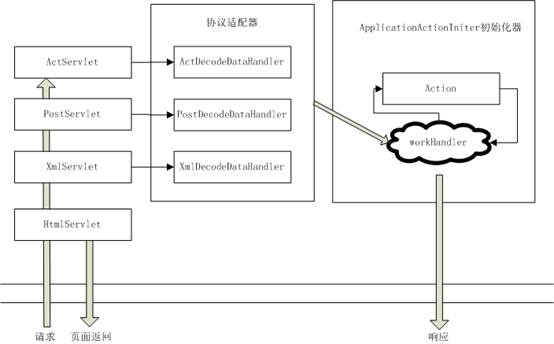 协议适配器
ApplicationActionIniter初始化器
ActServlet
ActDecodeDataHandler
Action
PostServlet
PostDecodeDataHandler
workHandler
XmlServlet
XmlDecodeDataHandler
HtmlServlet
请求
页面返回
响应